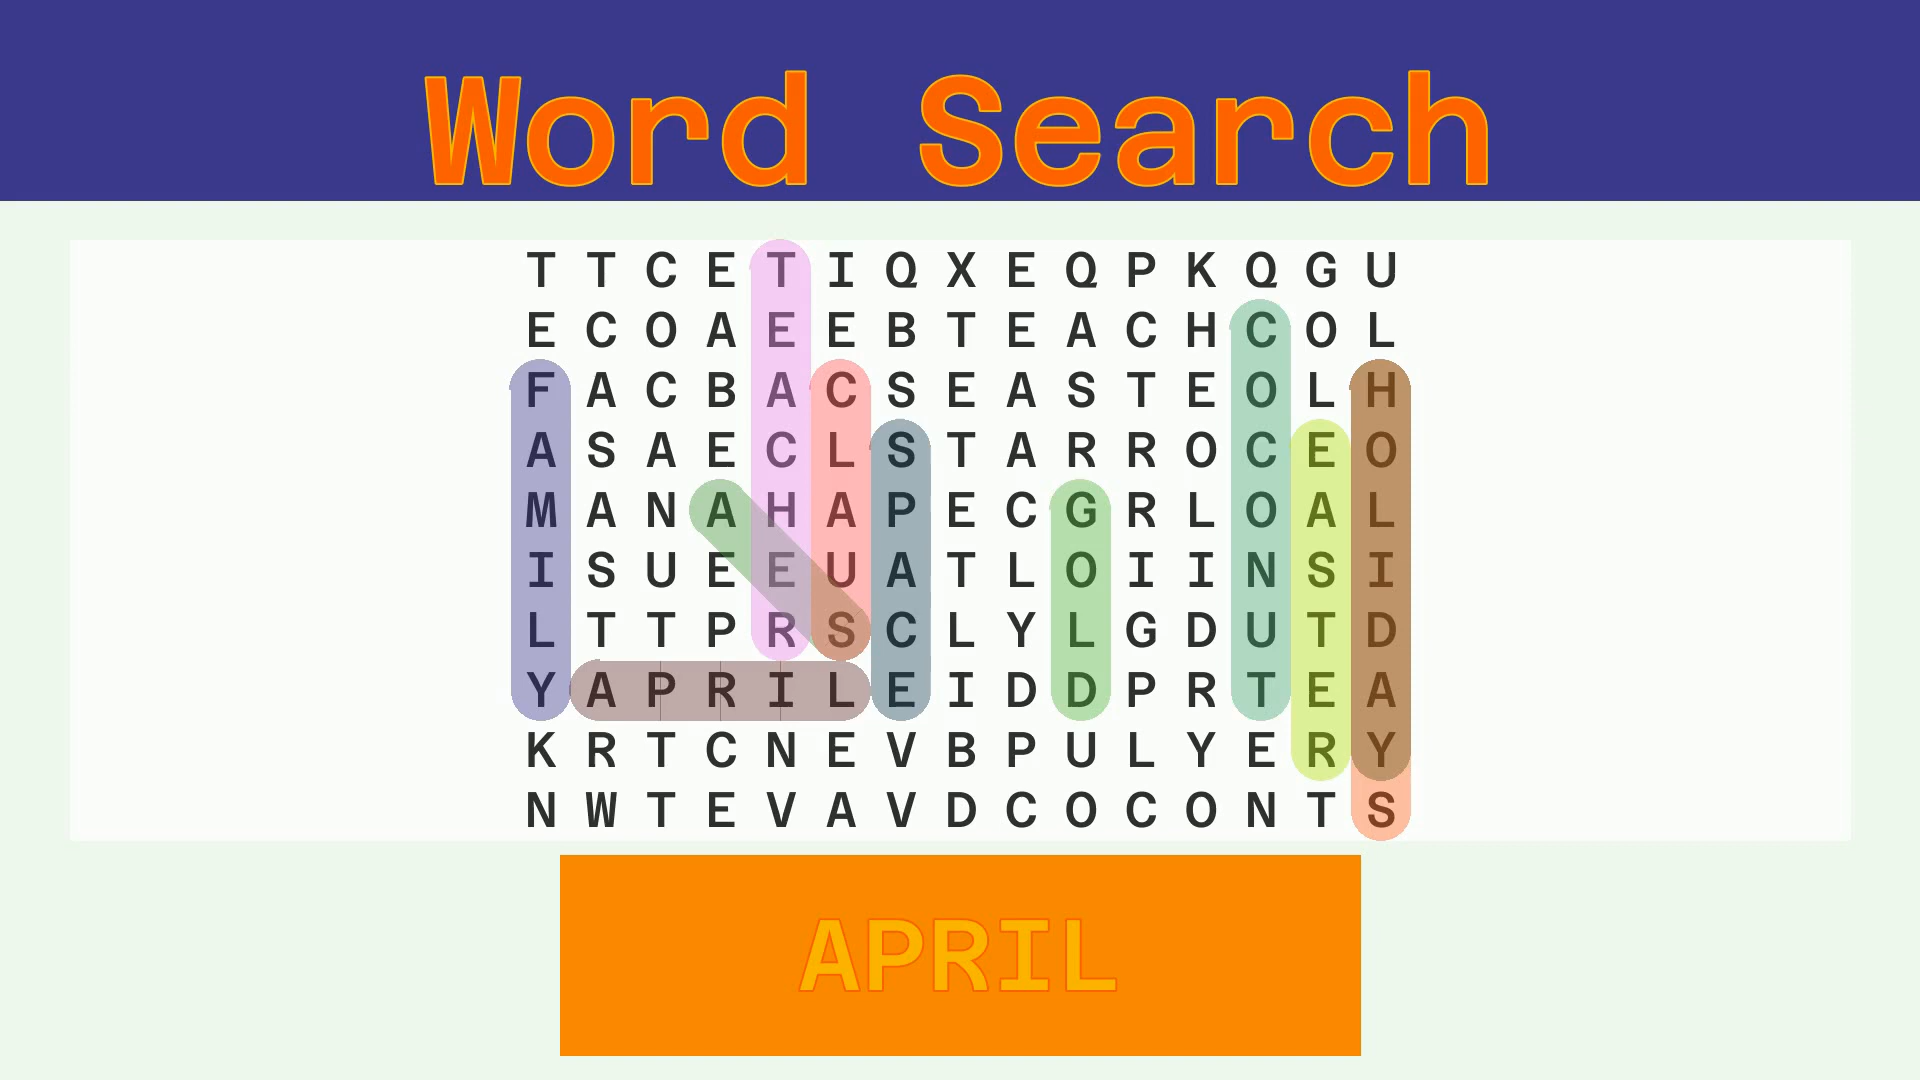 Word Search
T T C E T I Q X E Q P K Q G U
E C O A E E B T E A C H C O L
F A C B A C S E A S T E O L H
A S A E C L S T A R R O C E O
M A N A H A P E C G R L O A L
I S U E E U A T L O I I N S I
L T T P R S C L Y L G D U T D
Y A P R I L E I D D P R T E A
K R T C N E V B P U L Y E R Y
N W T E V A V D C O C O N T S
APRIL